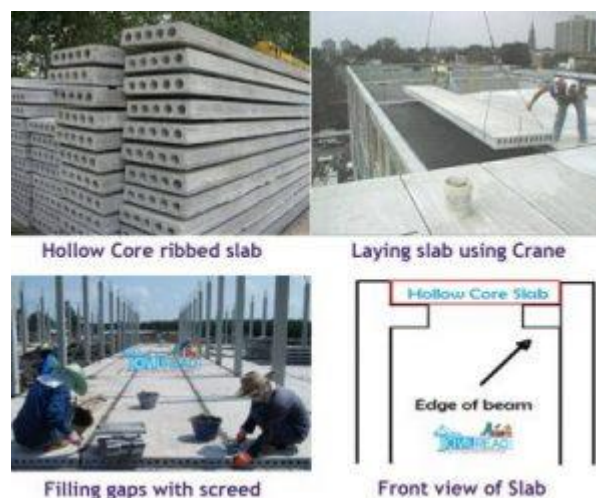 Hollow Core ribbed slab
Laying slab using Crane
Filling gaps with screed
Hollow Core Slab
Edge of beam
Front view of Slab